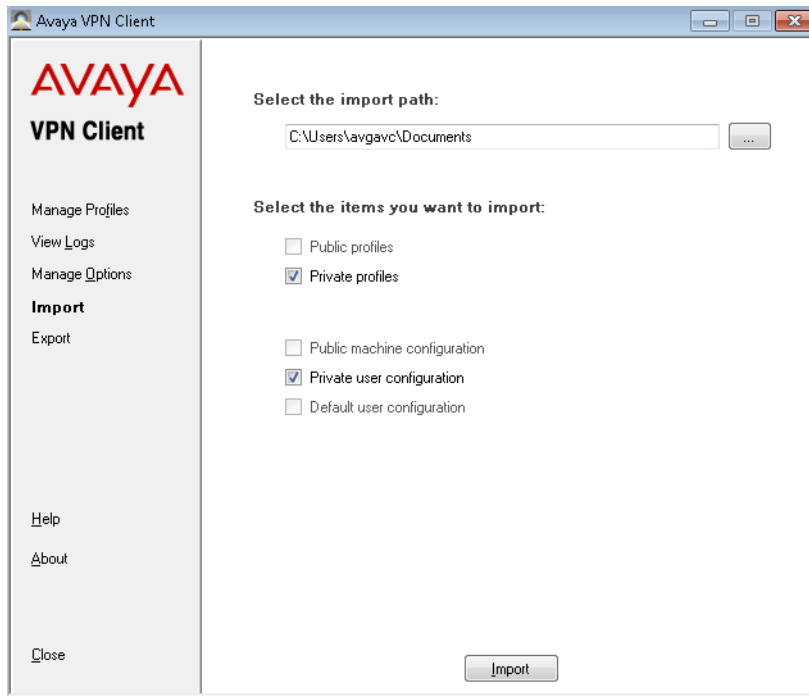 Avaya VPN Client
AVAYA
VPN Client
Manage Profiles
View Logs
Manage Options
Import
Export
Help
About
Close
Select the import path:
C:\Users\avgavc\Documents
...
Select the items you want to import:
Public profiles
Private profiles
Public machine configuration
Private user configuration
Default user configuration
Import